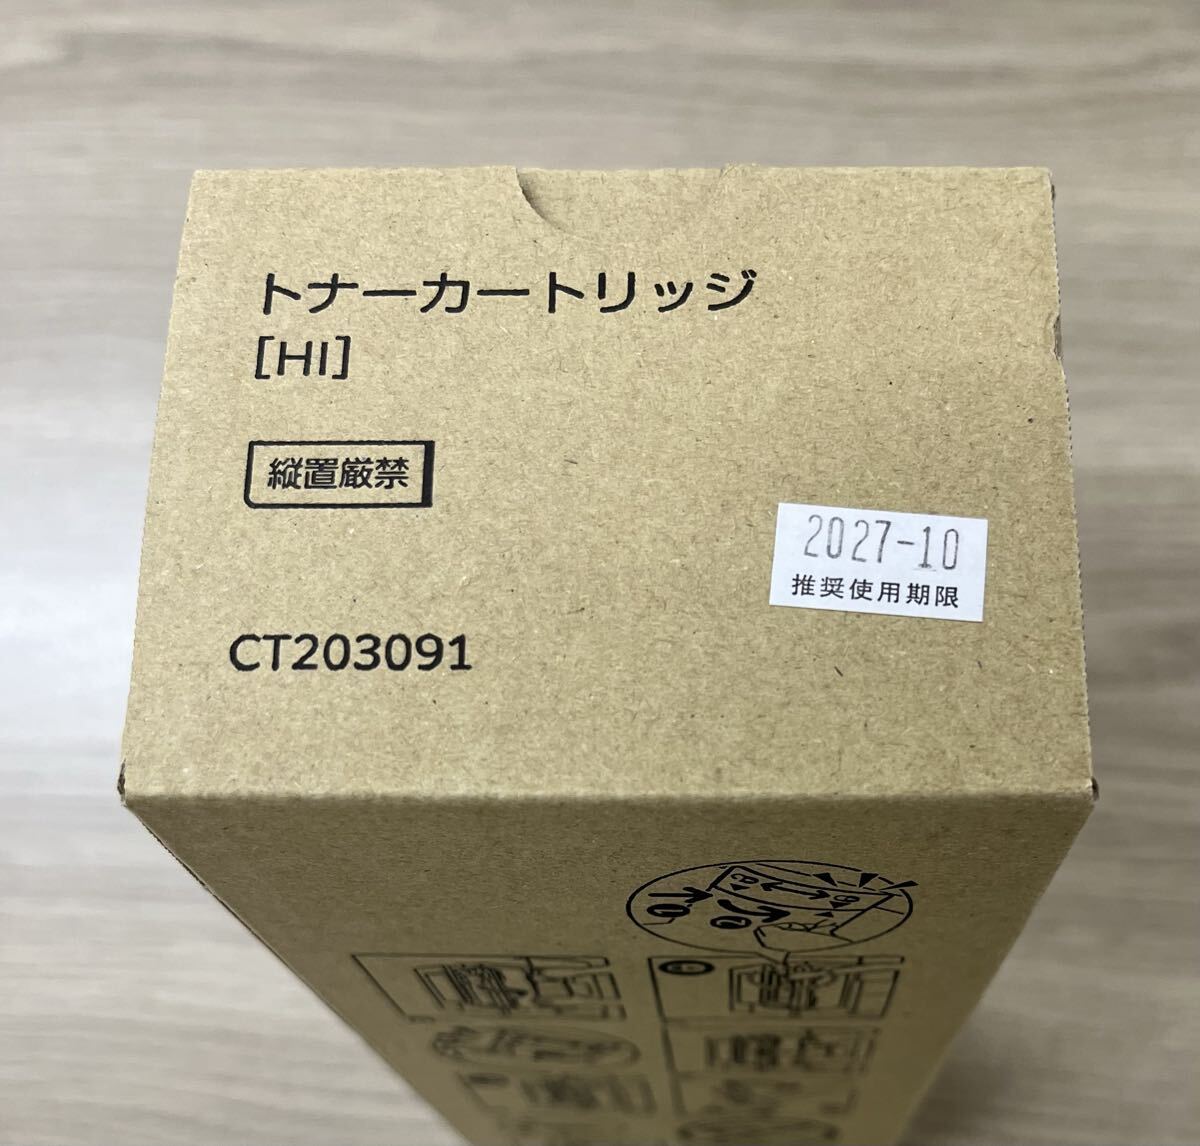 トナーカートリッジ
[HI]
縦置厳禁
2027-10
推奨使用期限
CT203091